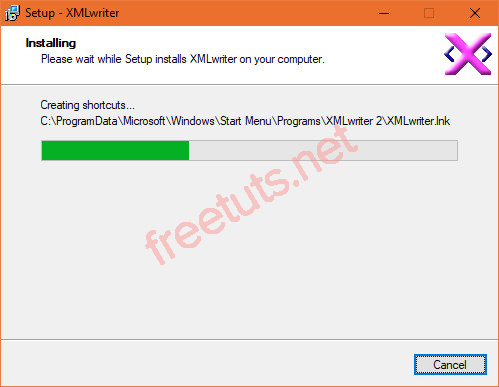 Setup - XMLwriter
Installing
Please wait while Setup installs XMLwriter on your computer.
Creating shortcuts...
C:\ProgramData\Microsoft\Windows\Start Menu\Programs\XMLwriter 2\XMLwriter.lnk
freetuts.net
Cancel